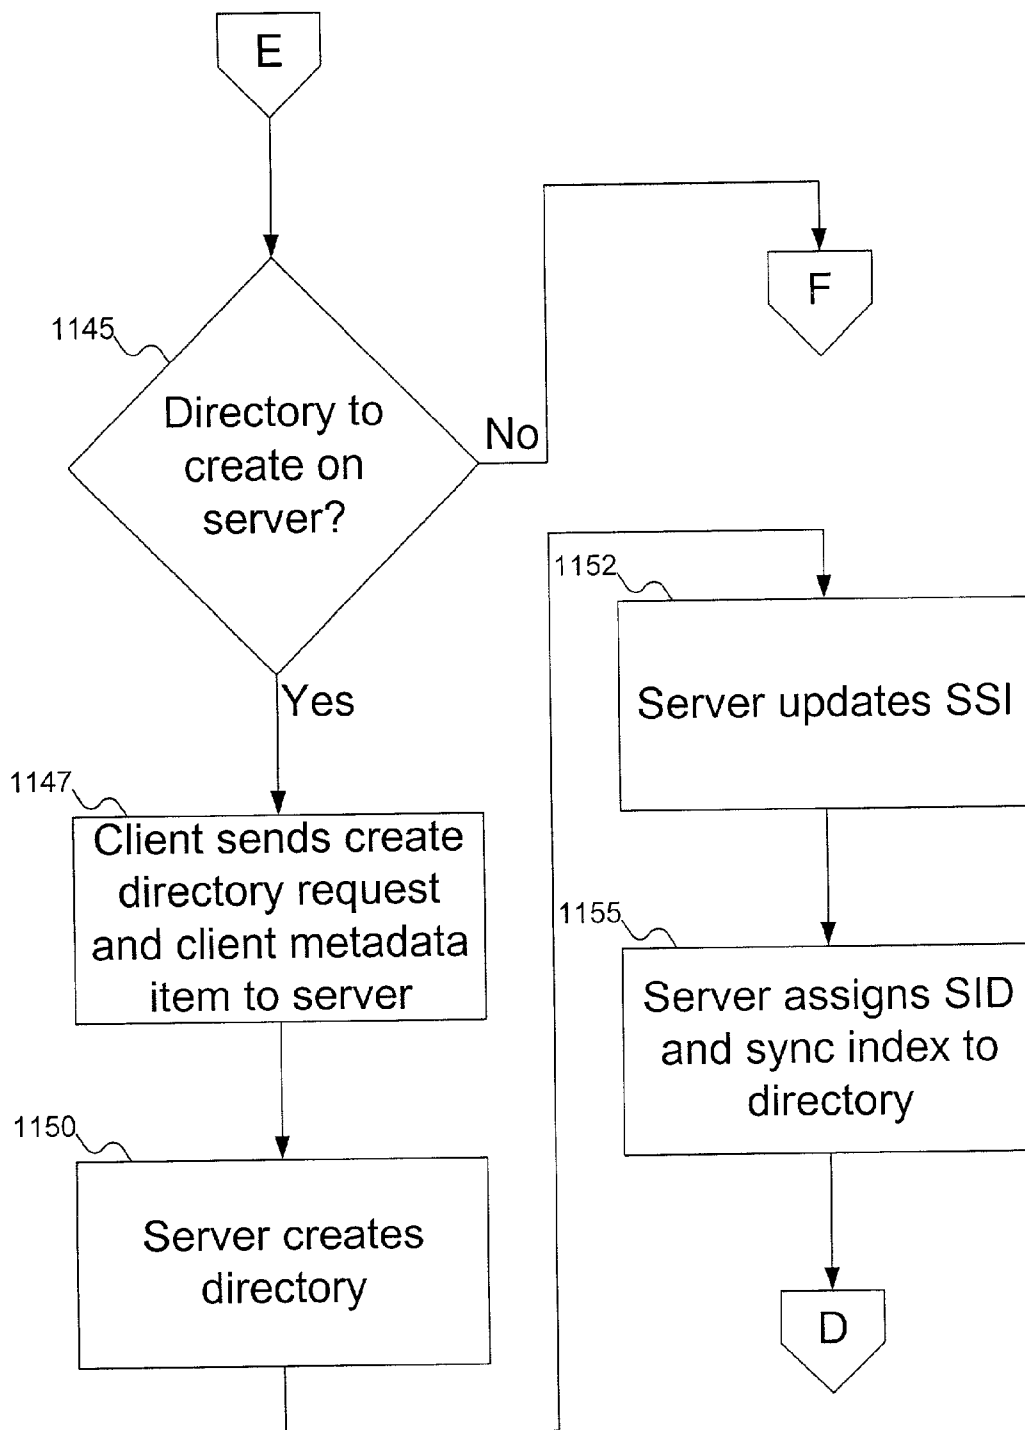 E
F
1145
Directory to
create on
server?
No
Yes
1147
Client sends create
directory request
and client metadata
item to server
1150
Server creates
directory
1152
Server updates SSI
1155
Server assigns SID
and sync index to
directory
D